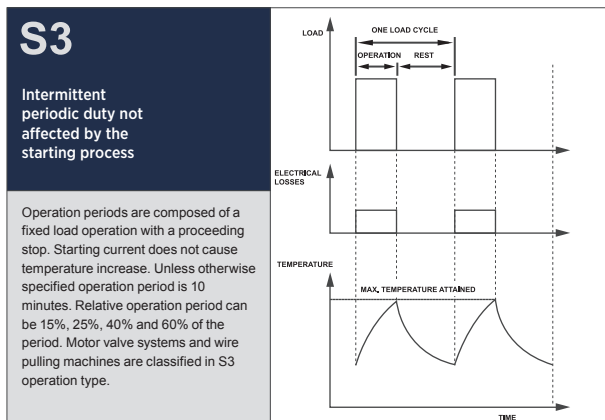 S3
Intermittent
periodic duty not
affected by the
starting process
Operation periods are composed of a
fixed load operation with a proceeding
stop. Starting current does not cause
temperature increase. Unless otherwise
specified operation period is 10
minutes. Relative operation period can
be 15%, 25%, 40% and 60% of the
period. Motor valve systems and wire
pulling machines are classified in S3
operation type.
LOAD
ONE LOAD CYCLE
OPERATION
REST
ELECTRICAL
LOSSES
TEMPERATURE
MAX. TEMPERATURE ATTAINED
TIME